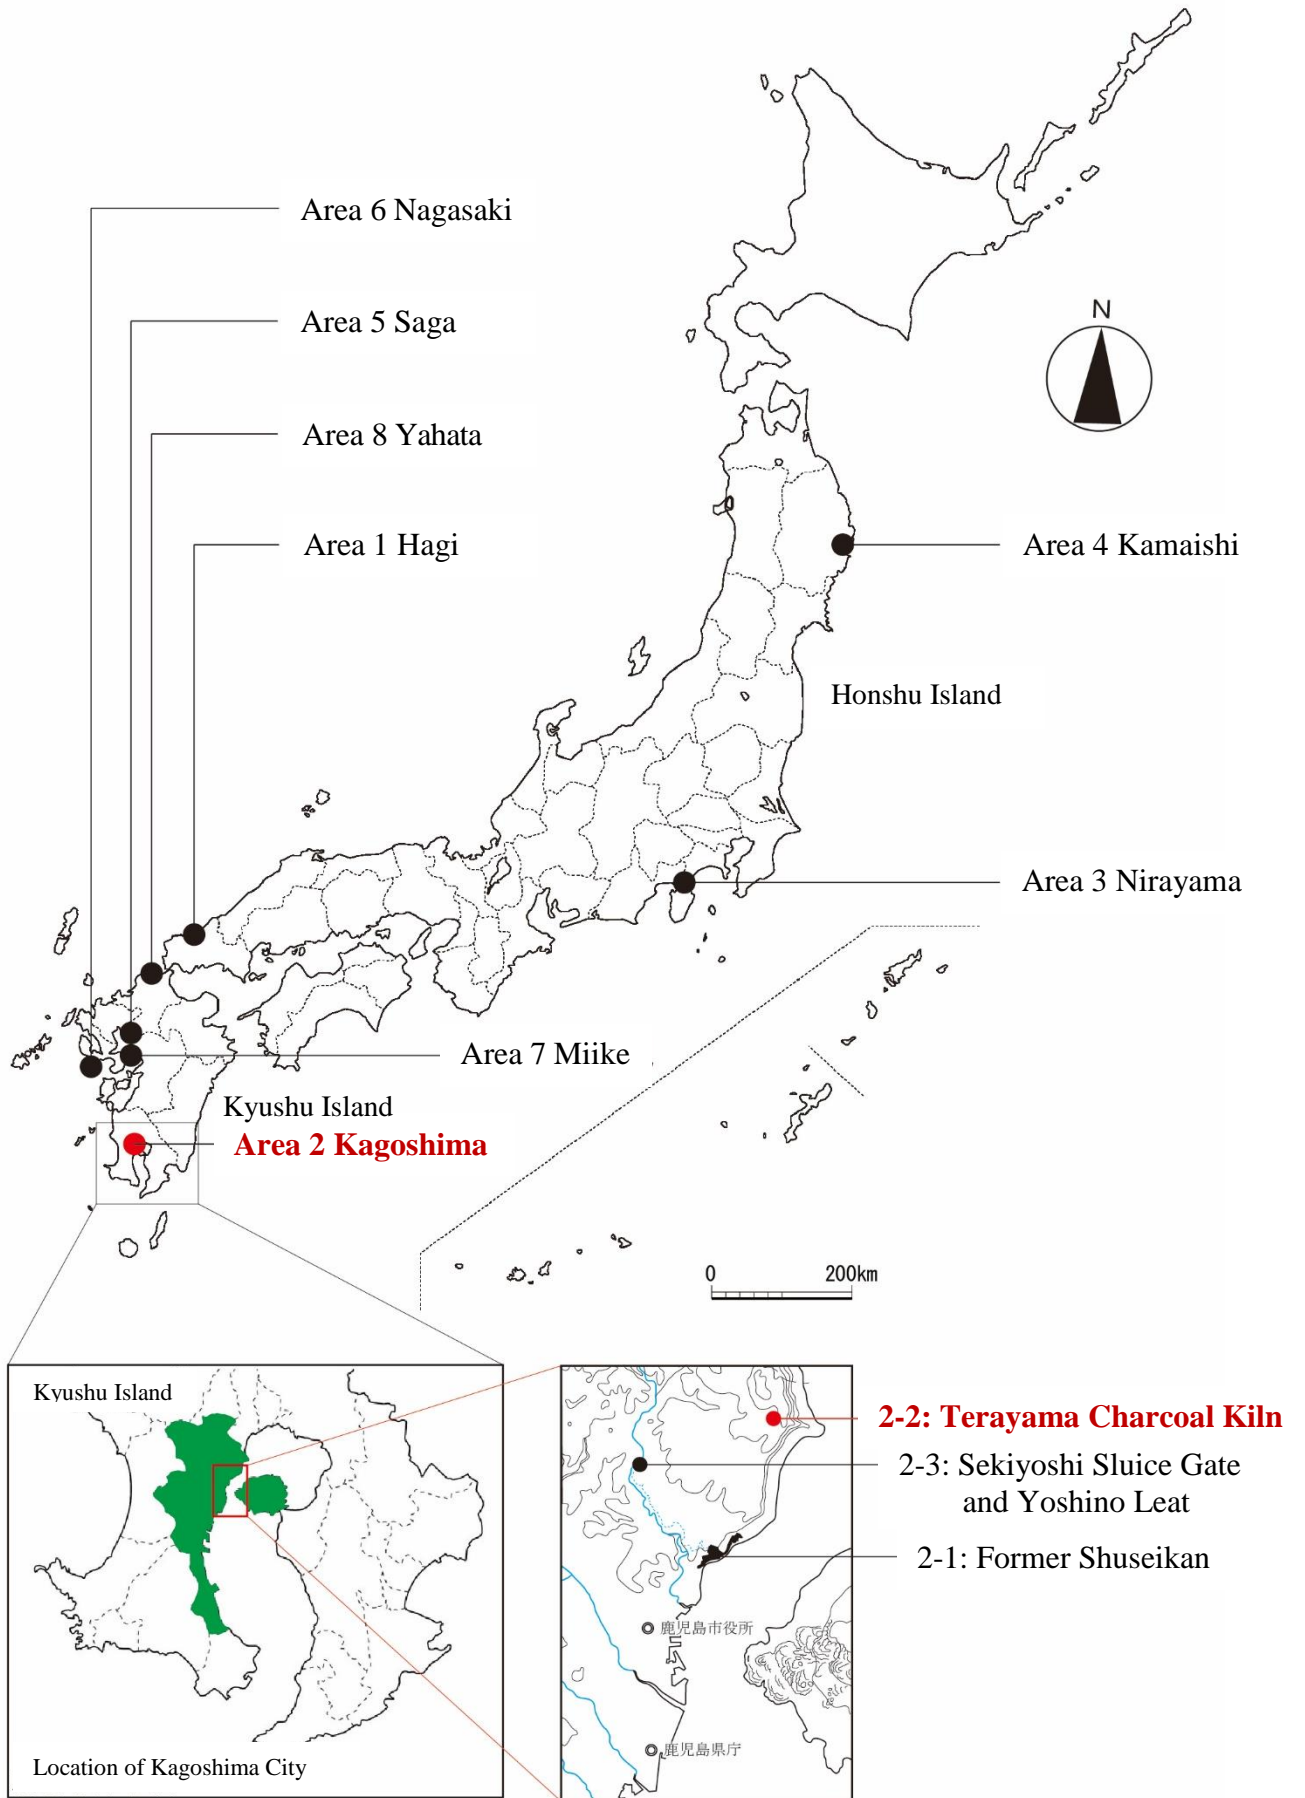 Area 6 Nagasaki
Area 5 Saga
N
Area 8 Yahata
Area 1 Hagi
Area 4 Kamaishi
Honshu Island
Area 3 Nirayama
Area 7 Miike
Kyushu Island
Area 2 Kagoshima
0 200km
Kyushu Island
Location of Kagoshima City
2-2: Terayama Charcoal Kiln
2-3: Sekiyoshi Sluice Gate
and Yoshino Leat
2-1: Former Shuseikan
鹿児島市役所
鹿児島県庁